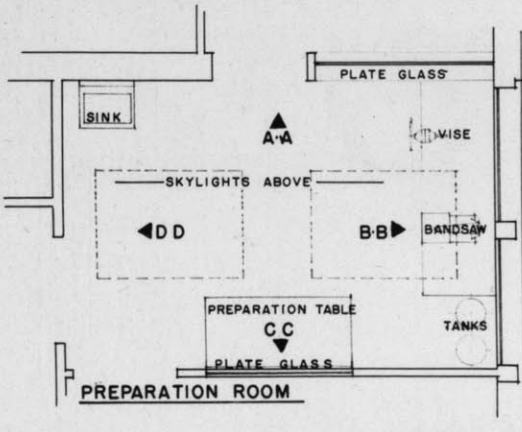 PLATE GLASS
SINK
A·A
VISE
SKYLIGHTS ABOVE
DD
B·B
BANDSAW
PREPARATION TABLE
CC
TANKS
PLATE GLASS
PREPARATION ROOM